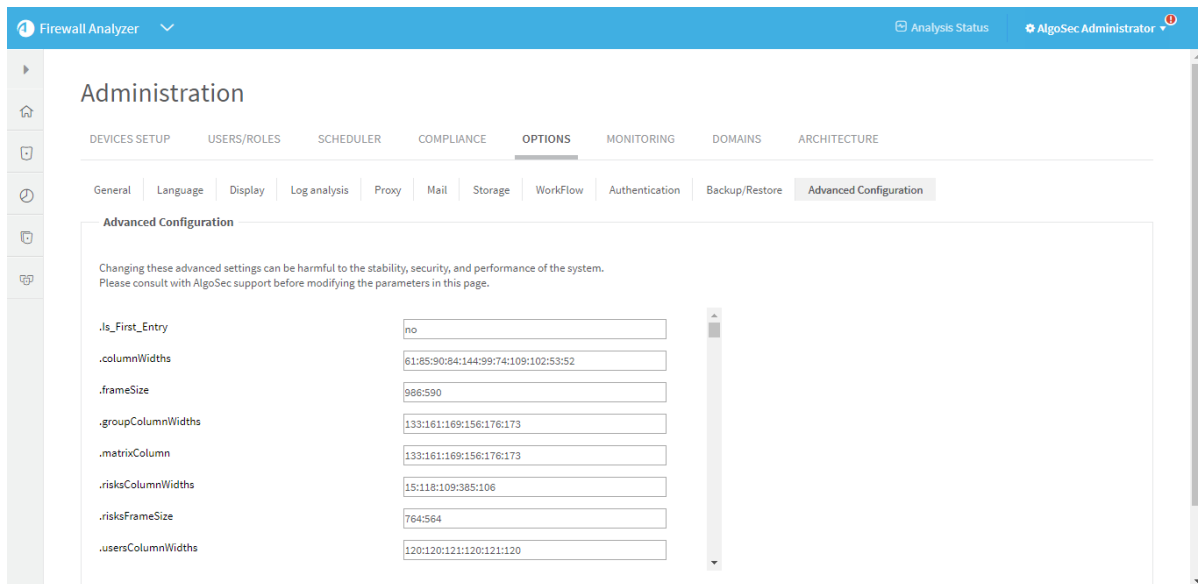 Firewall Analyzer Analysis Status AlgoSec Administrator
Administration
DEVICES SETUP USERS/ROLES SCHEDULER COMPLIANCE OPTIONS MONITORING DOMAINS ARCHITECTURE
General Language Display Log analysis Proxy Mail Storage WorkFlow Authentication Backup/Restore Advanced Configuration
Advanced Configuration
Changing these advanced settings can be harmful to the stability, security, and performance of the system.
Please consult with AlgoSec support before modifying the parameters in this page.
.Is_First_Entry no
.columnWidths 61:85:90:84:144:99:74:109:102:53:52
.frameSize 986:590
.groupColumnWidths 133:161:169:156:176:173
.matrixColumn 133:161:169:156:176:173
.risksColumnWidths 15:118:109:385:106
.risksFrameSize 764:564
.usersColumnWidths 120:120:121:120:121:120